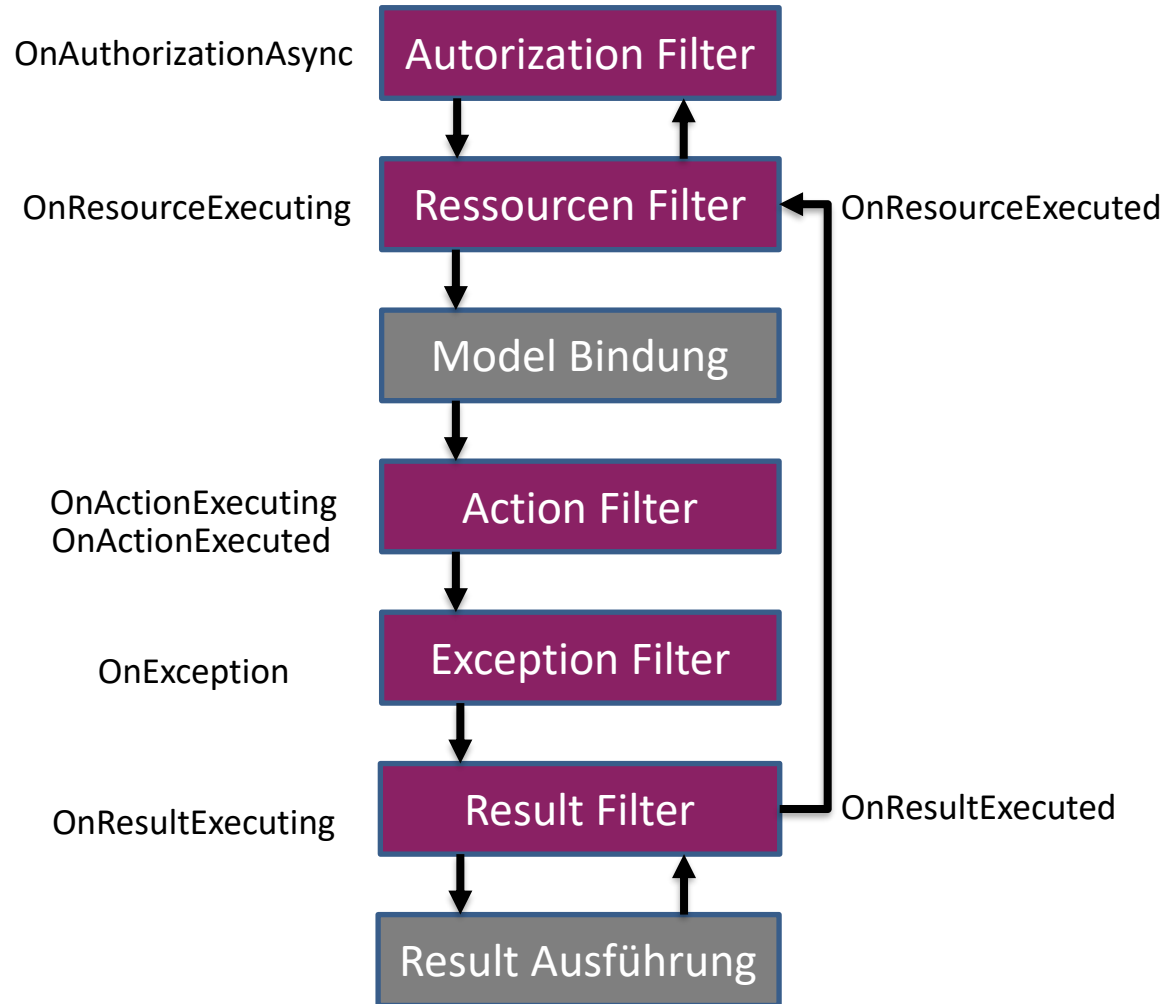 OnAuthorizationAsync
Autorization Filter
OnResourceExecuting
Ressourcen Filter
OnResourceExecuted
Model Bindung
OnActionExecuting
OnActionExecuted
Action Filter
OnException
Exception Filter
OnResultExecuting
Result Filter
OnResultExecuted
Result Ausführung